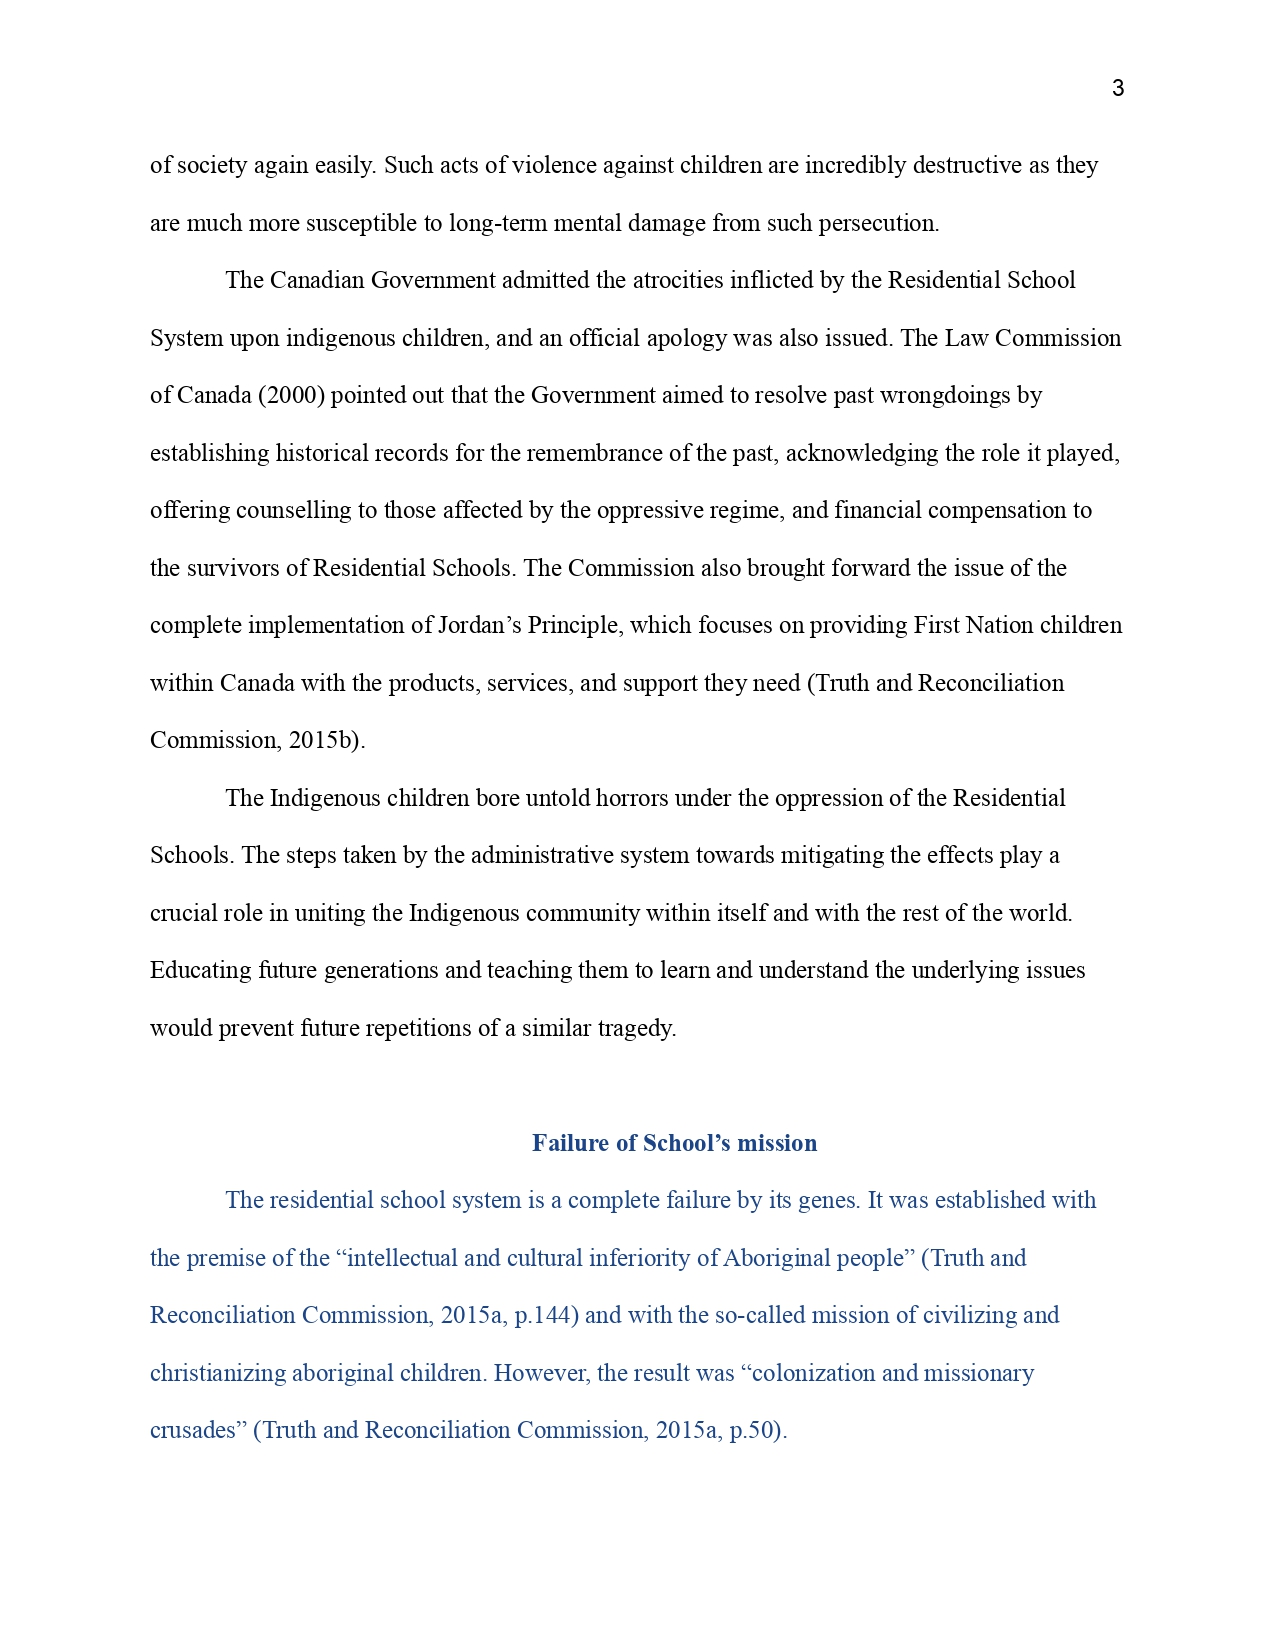 3
of society again easily. Such acts of violence against children are incredibly destructive as they
are much more susceptible to long-term mental damage from such persecution.
The Canadian Government admitted the atrocities inflicted by the Residential School
System upon indigenous children, and an official apology was also issued. The Law Commission
of Canada (2000) pointed out that the Government aimed to resolve past wrongdoings by
establishing historical records for the remembrance of the past, acknowledging the role it played,
offering counselling to those affected by the oppressive regime, and financial compensation to
the survivors of Residential Schools. The Commission also brought forward the issue of the
complete implementation of Jordan’s Principle, which focuses on providing First Nation children
within Canada with the products, services, and support they need (Truth and Reconciliation
Commission, 2015b).
The Indigenous children bore untold horrors under the oppression of the Residential
Schools. The steps taken by the administrative system towards mitigating the effects play a
crucial role in uniting the Indigenous community within itself and with the rest of the world.
Educating future generations and teaching them to learn and understand the underlying issues
would prevent future repetitions of a similar tragedy.
Failure of School’s mission
The residential school system is a complete failure by its genes. It was established with
the premise of the “intellectual and cultural inferiority of Aboriginal people” (Truth and
Reconciliation Commission, 2015a, p.144) and with the so-called mission of civilizing and
christianizing aboriginal children. However, the result was “colonization and missionary
crusades” (Truth and Reconciliation Commission, 2015a, p.50).